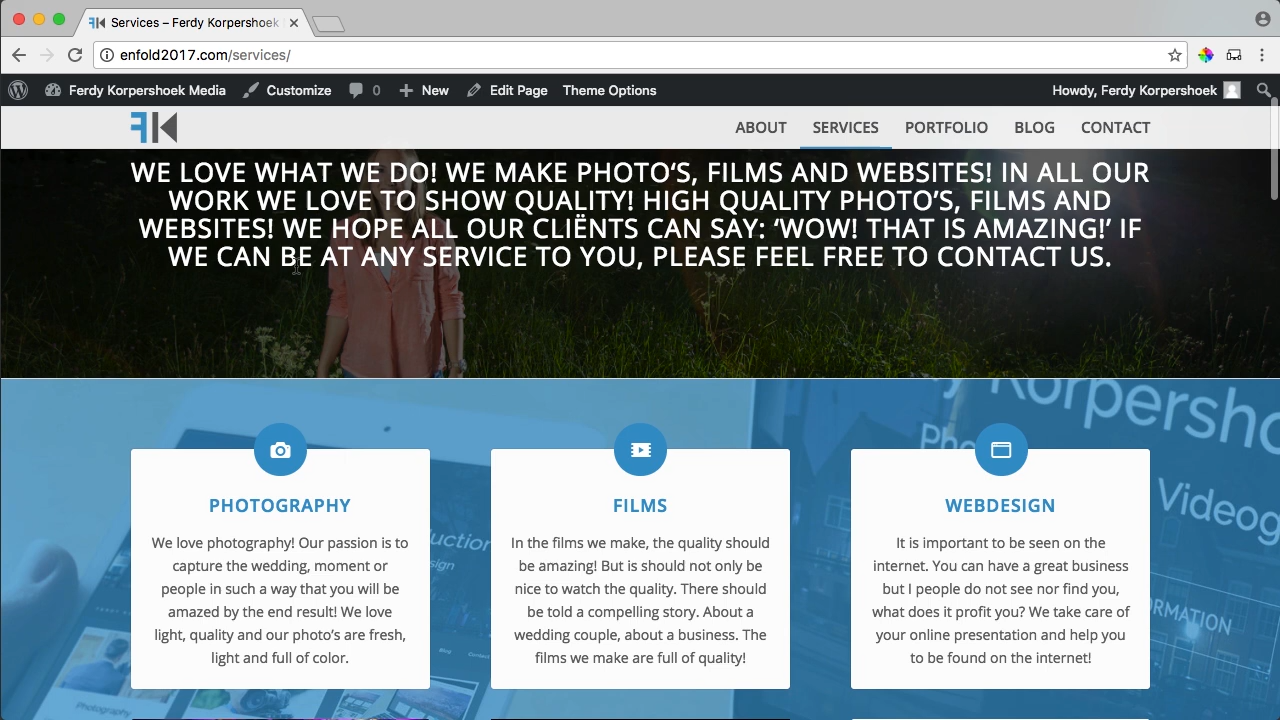 Services – Ferdy Korpershoek
enfold2017.com/services/
Ferdy Korpershoek Media Customize 0 New Edit Page Theme Options Howdy, Ferdy Korpershoek
FK ABOUT SERVICES PORTFOLIO BLOG CONTACT
WE LOVE WHAT WE DO! WE MAKE PHOTO‘S, FILMS AND WEBSITES! IN ALL OUR
WORK WE LOVE TO SHOW QUALITY! HIGH QUALITY PHOTO’S, FILMS AND
WEBSITES! WE HOPE ALL OUR CLIËNTS CAN SAY: ‘WOW! THAT IS AMAZING!’ IF
WE CAN BE AT ANY SERVICE TO YOU, PLEASE FEEL FREE TO CONTACT US.
PHOTOGRAPHY
We love photography! Our passion is to
capture the wedding, moment or
people in such a way that you will be
amazed by the end result! We love
light, quality and our photo’s are fresh,
light and full of color.
FILMS
In the films we make, the quality should
be amazing! But is should not only be
nice to watch the quality. There should
be told a compelling story. About a
wedding couple, about a business. The
films we make are full of quality!
WEBDESIGN
It is important to be seen on the
internet. You can have a great business
but I people do not see nor find you,
what does it profit you? We take care of
your online presentation and help you
to be found on the internet!
Videog
Blog
Contact
Photography